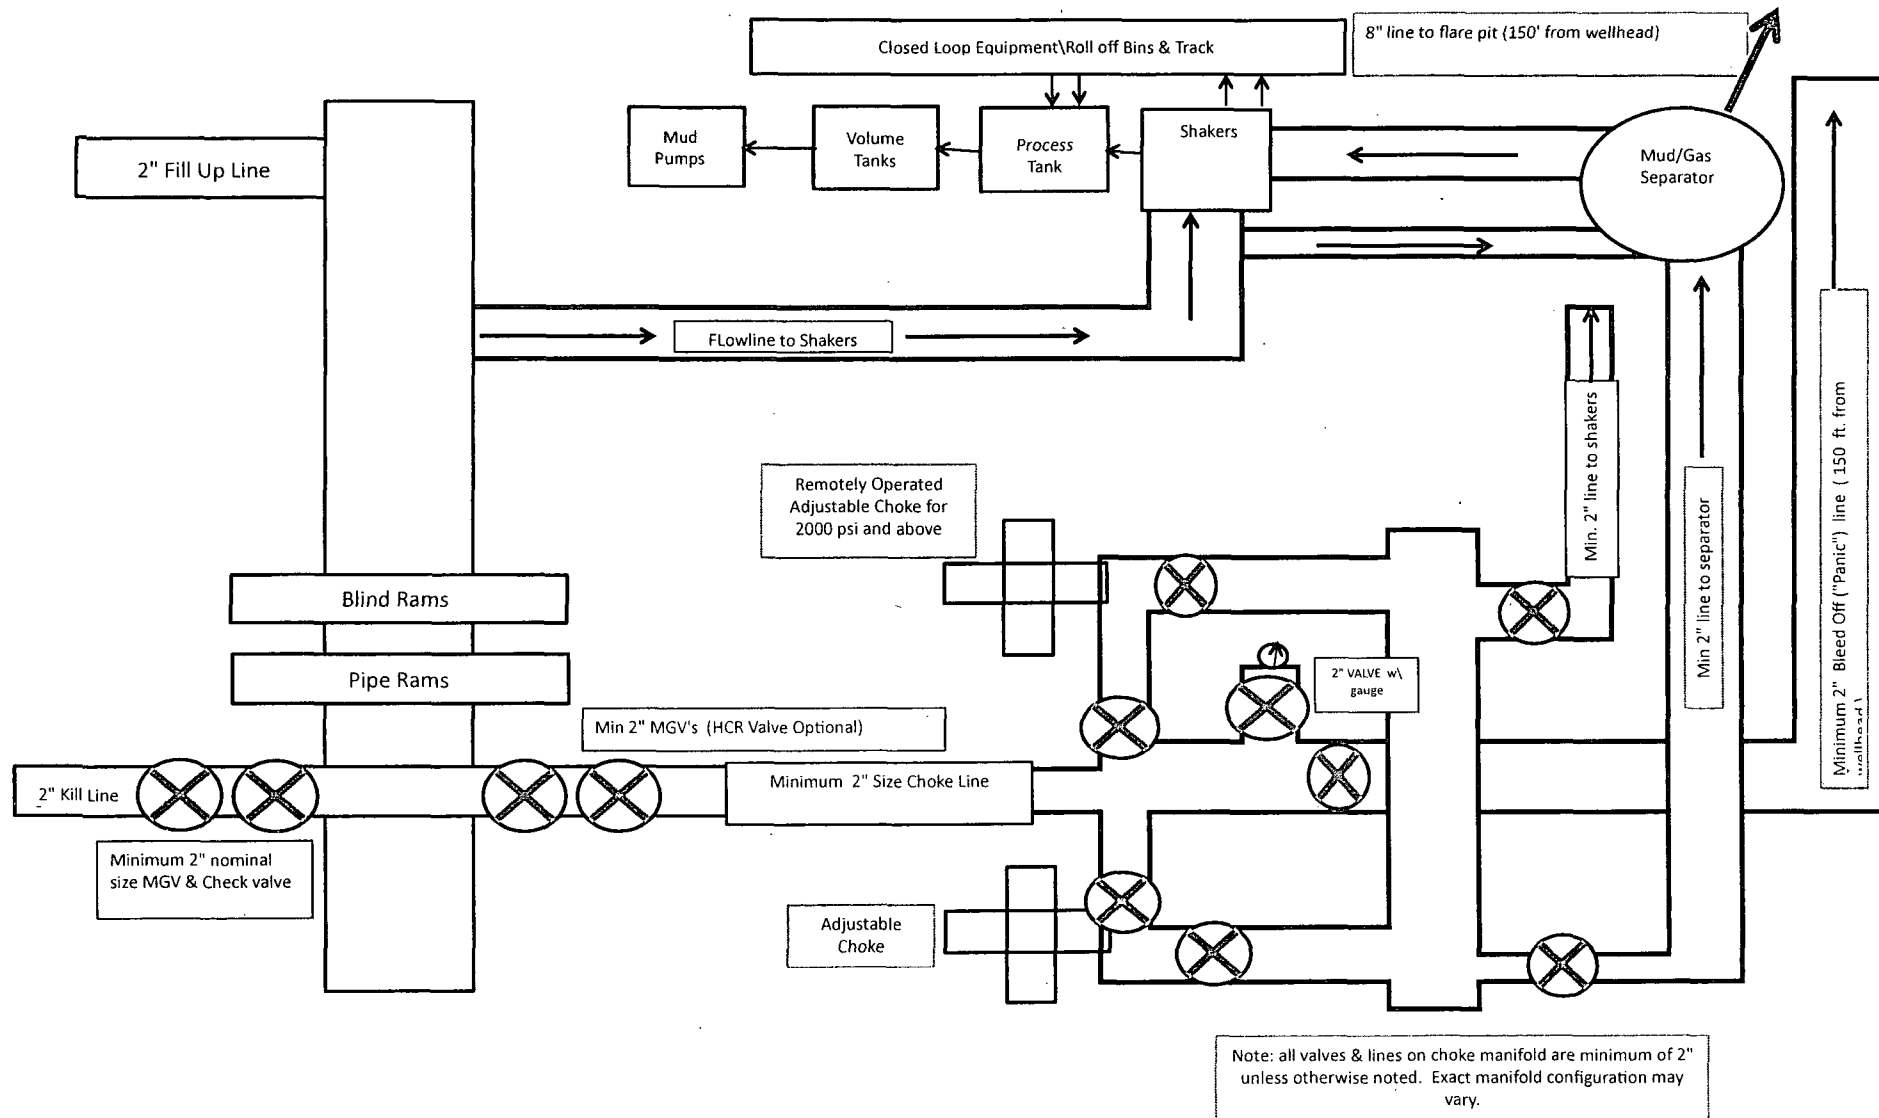 Closed Loop Equipment\Roll off Bins & Track
8" line to flare pit (150' from wellhead)
Mud
Pumps
Volume
Tanks
Process
Tank
Shakers
Mud/Gas
Separator
2" Fill Up Line
FLowline to Shakers
Min. 2" line to shakers
Min 2" line to separator
Minimum 2" Bleed Off ("Panic") line ( 150 ft. from
wellhead)
Remotely Operated
Adjustable Choke for
2000 psi and above
Blind Rams
Pipe Rams
2" VALVE w\
gauge
Min 2" MGV's (HCR Valve Optional)
2" Kill Line
Minimum 2" Size Choke Line
Minimum 2" nominal
size MGV & Check valve
Adjustable
Choke
Note: all valves & lines on choke manifold are minimum of 2"
unless otherwise noted. Exact manifold configuration may
vary.